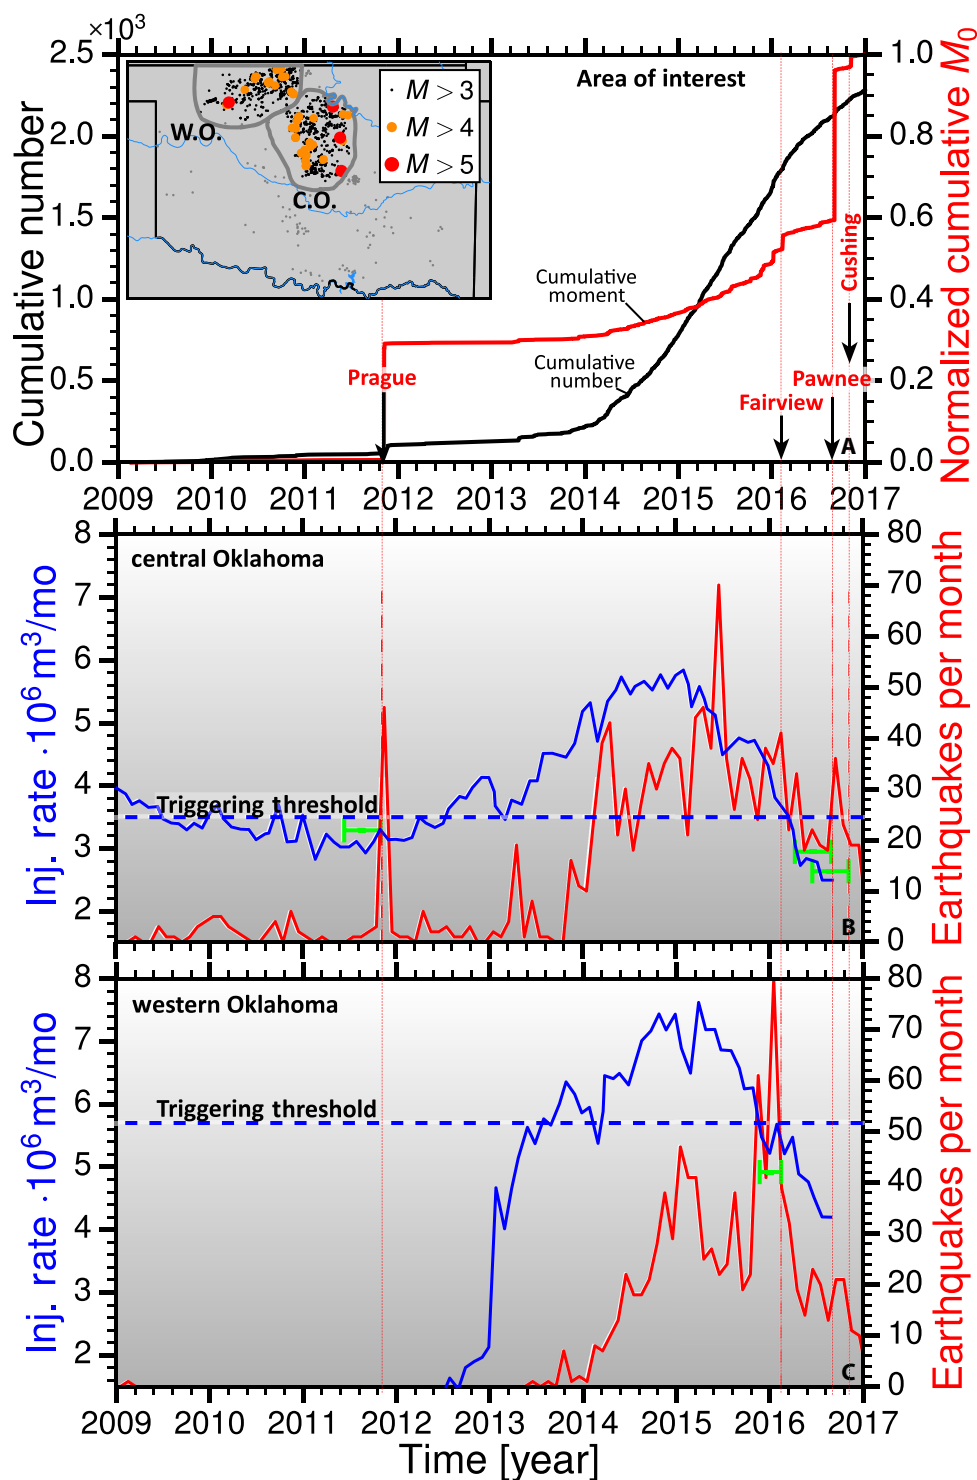 ×10³
2.5
2.0
1.5
1.0
0.5
0.0
Cumulative number
M > 3
M > 4
M > 5
W.O.
C.O.
Area of interest
Cumulative
moment
Cumulative
number
Prague
Fairview
Pawnee
Cushing
A
1.0
0.8
0.6
0.4
0.2
0.0
Normalized cumulative M₀
2009 2010 2011 2012 2013 2014 2015 2016 2017
8
7
6
5
4
3
2
Inj. rate ·10⁶ m³/mo
central Oklahoma
Triggering threshold
B
80
70
60
50
40
30
20
10
0
Earthquakes per month
8
7
6
5
4
3
2
Inj. rate ·10⁶ m³/mo
western Oklahoma
Triggering threshold
C
80
70
60
50
40
30
20
10
0
Earthquakes per month
2009 2010 2011 2012 2013 2014 2015 2016 2017
Time [year]